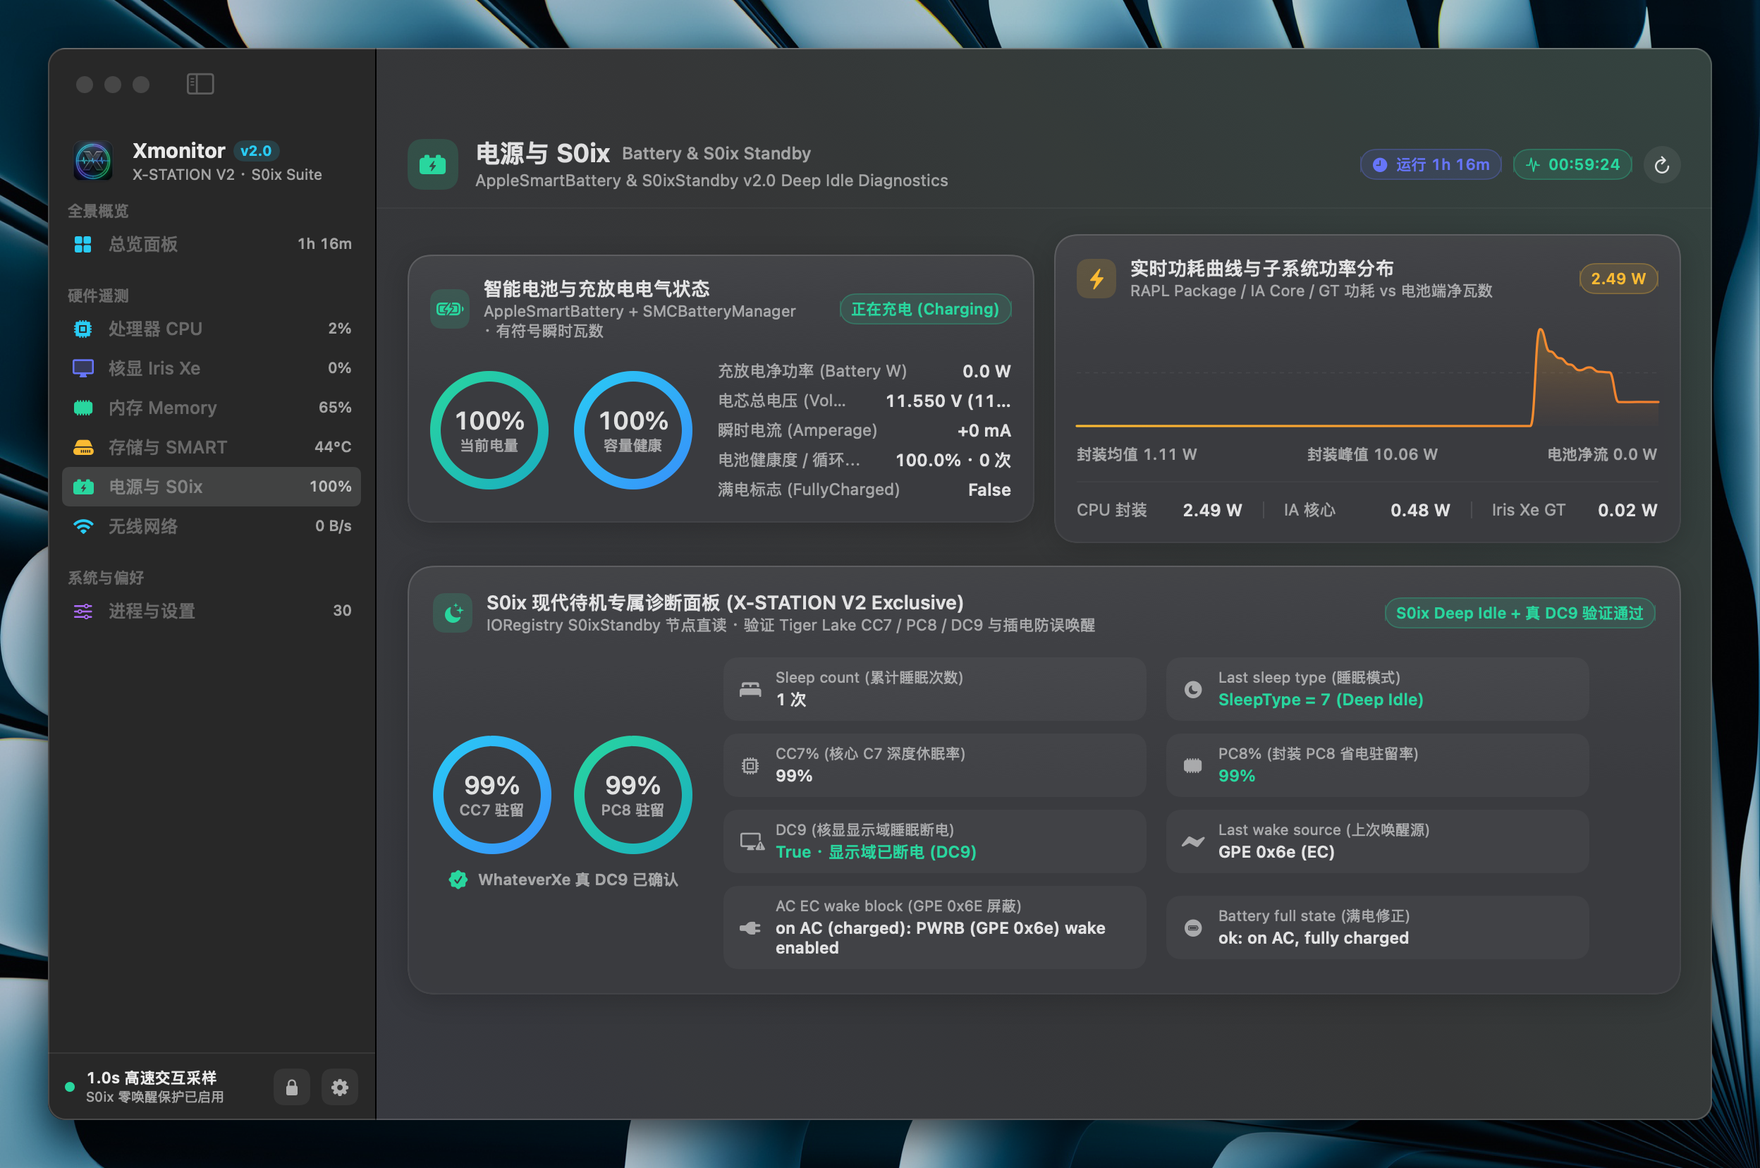 Xmonitor v2.0
X-STATION V2 · S0ix Suite
全景概览
总览面板 1h 16m
硬件遥测
处理器 CPU 2%
核显 Iris Xe 0%
内存 Memory 65%
存储与 SMART 44°C
电源与 S0ix 100%
无线网络 0 B/s
系统与偏好
进程与设置 30
1.0s 高速交互采样
S0ix 零唤醒保护已启用
电源与 S0ix Battery & S0ix Standby
AppleSmartBattery & S0ixStandby v2.0 Deep Idle Diagnostics
运行 1h 16m
00:59:24
智能电池与充放电电气状态
AppleSmartBattery + SMCBatteryManager
· 有符号瞬时瓦数
正在充电 (Charging)
100%
当前电量
100%
容量健康
充放电净功率 (Battery W) 0.0 W
电芯总电压 (Vol... 11.550 V (11...
瞬时电流 (Amperage) +0 mA
电池健康度 / 循环... 100.0% · 0 次
满电标志 (FullyCharged) False
实时功耗曲线与子系统功率分布
RAPL Package / IA Core / GT 功耗 vs 电池端净瓦数
2.49 W
封装均值 1.11 W 封装峰值 10.06 W 电池净流 0.0 W
CPU 封装 2.49 W IA 核心 0.48 W Iris Xe GT 0.02 W
S0ix 现代待机专属诊断面板 (X-STATION V2 Exclusive)
IORegistry S0ixStandby 节点直读 · 验证 Tiger Lake CC7 / PC8 / DC9 与插电防误唤醒
S0ix Deep Idle + 真 DC9 验证通过
99%
CC7 驻留
99%
PC8 驻留
WhateverXe 真 DC9 已确认
Sleep count (累计睡眠次数)
1 次
Last sleep type (睡眠模式)
SleepType = 7 (Deep Idle)
CC7% (核心 C7 深度休眠率)
99%
PC8% (封装 PC8 省电驻留率)
99%
DC9 (核显显示域睡眠断电)
True · 显示域已断电 (DC9)
Last wake source (上次唤醒源)
GPE 0x6e (EC)
AC EC wake block (GPE 0x6E 屏蔽)
on AC (charged): PWRB (GPE 0x6e) wake
enabled
Battery full state (满电修正)
ok: on AC, fully charged